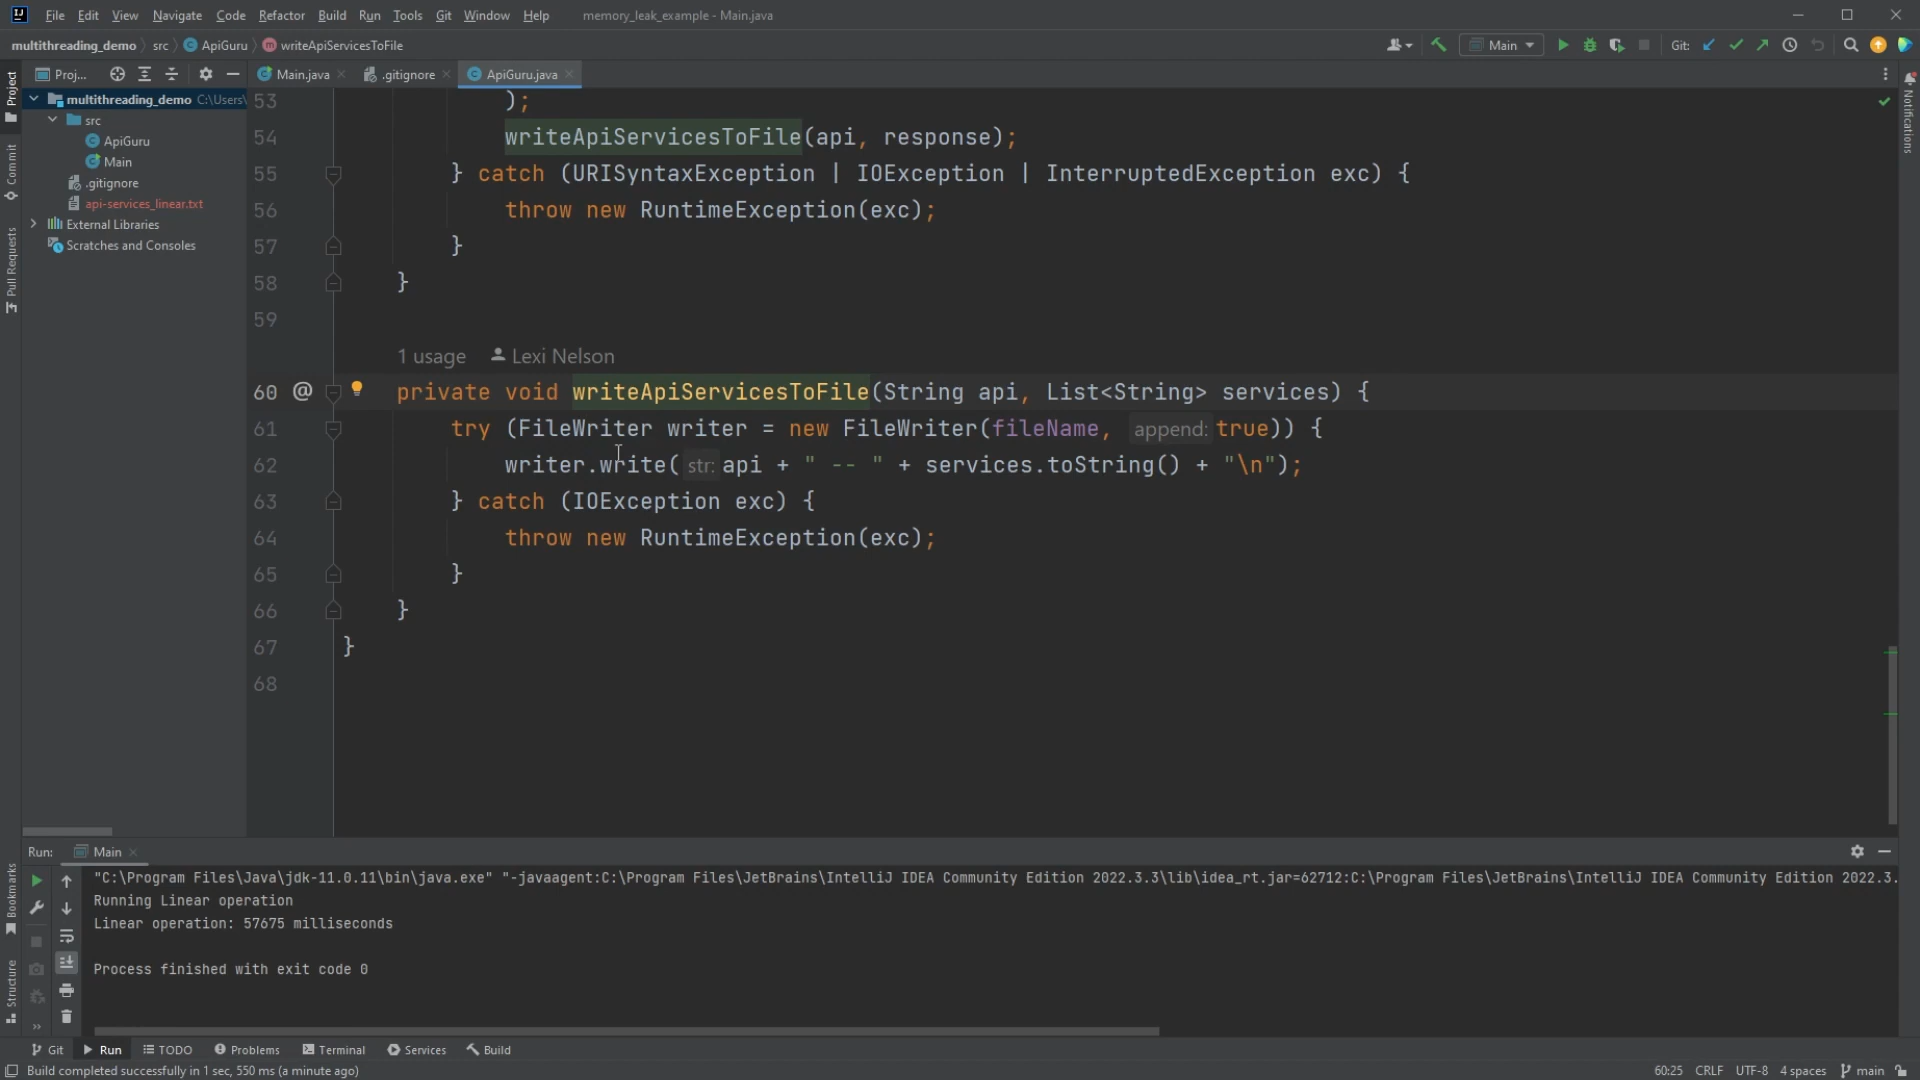 File Edit View Navigate Code Refactor Build Run Tools Git Window Help memory_leak_example - Main.java
multithreading_demo src ApiGuru writeApiServicesToFile Main Git:
Proj... Main.java .gitignore ApiGuru.java
Project
Commit
Pull Requests
Bookmarks
Structure
Notifications
multithreading_demo C:\Users\
src
ApiGuru
Main
.gitignore
api-services_linear.txt
External Libraries
Scratches and Consoles
53 );
54 writeApiServicesToFile(api, response);
55 } catch (URISyntaxException | IOException | InterruptedException exc) {
56 throw new RuntimeException(exc);
57 }
58 }
59
1 usage Lexi Nelson
60 @ private void writeApiServicesToFile(String api, List<String> services) {
61 try (FileWriter writer = new FileWriter(fileName, append: true)) {
62 writer.write( str: api + " -- " + services.toString() + "\n");
63 } catch (IOException exc) {
64 throw new RuntimeException(exc);
65 }
66 }
67 }
68
Run: Main
"C:\Program Files\Java\jdk-11.0.11\bin\java.exe" "-javaagent:C:\Program Files\JetBrains\IntelliJ IDEA Community Edition 2022.3.3\lib\idea_rt.jar=62712:C:\Program Files\JetBrains\IntelliJ IDEA Community Edition 2022.3.
Running Linear operation
Linear operation: 57675 milliseconds
Process finished with exit code 0
Git Run TODO Problems Terminal Services Build
Build completed successfully in 1 sec, 550 ms (a minute ago) 60:25 CRLF UTF-8 4 spaces main